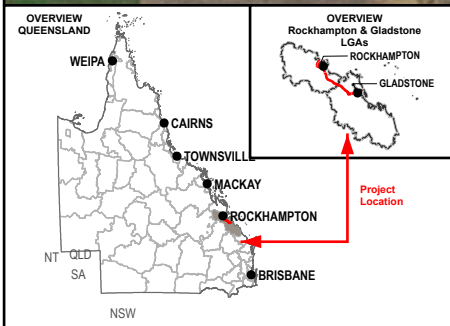 OVERVIEW
QUEENSLAND
WEIPA
CAIRNS
TOWNSVILLE
MACKAY
ROCKHAMPTON
BRISBANE
NT
QLD
SA
NSW
OVERVIEW
Rockhampton & Gladstone
LGAs
ROCKHAMPTON
GLADSTONE
Project
Location